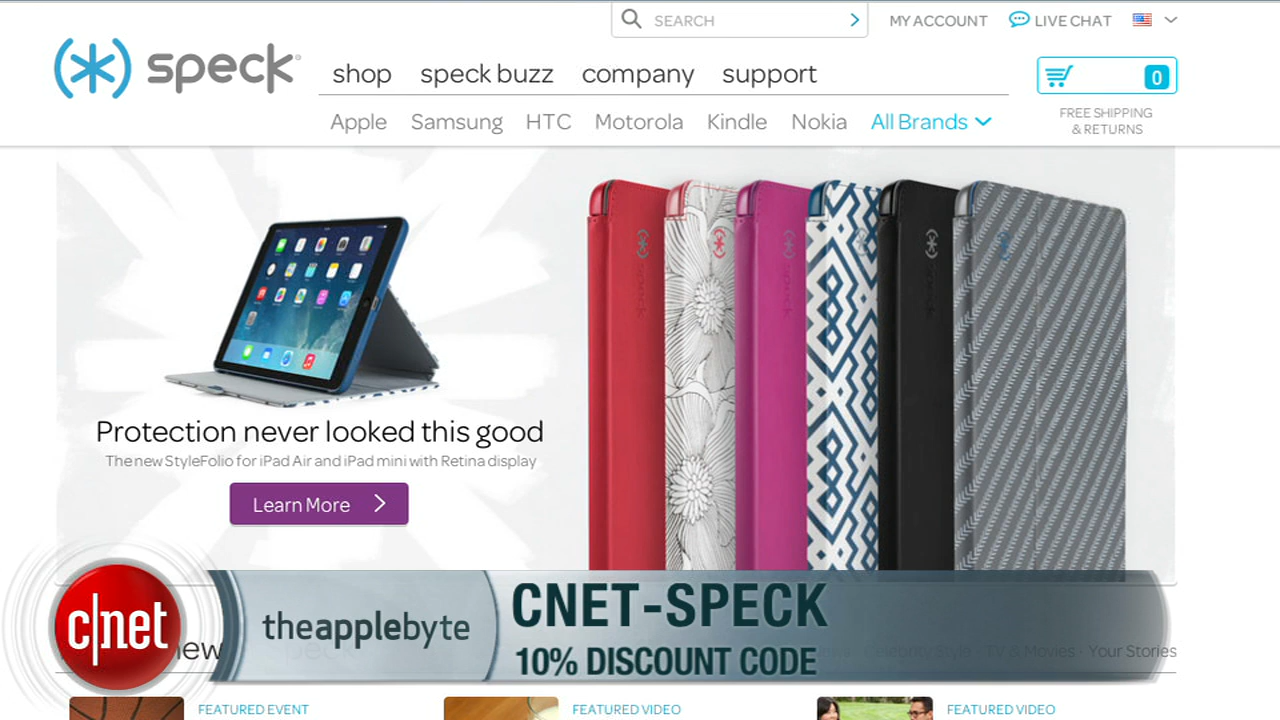 SEARCH
MY ACCOUNT
LIVE CHAT
speck
shop speck buzz company support
0
Apple Samsung HTC Motorola Kindle Nokia All Brands
FREE SHIPPING
& RETURNS
Protection never looked this good
The new StyleFolio for iPad Air and iPad mini with Retina display
Learn More
speck
c|net
theapplebyte
CNET-SPECK
10% DISCOUNT CODE
new
Celebrity Style - TV & Movies - Your Stories
FEATURED EVENT
FEATURED VIDEO
FEATURED VIDEO